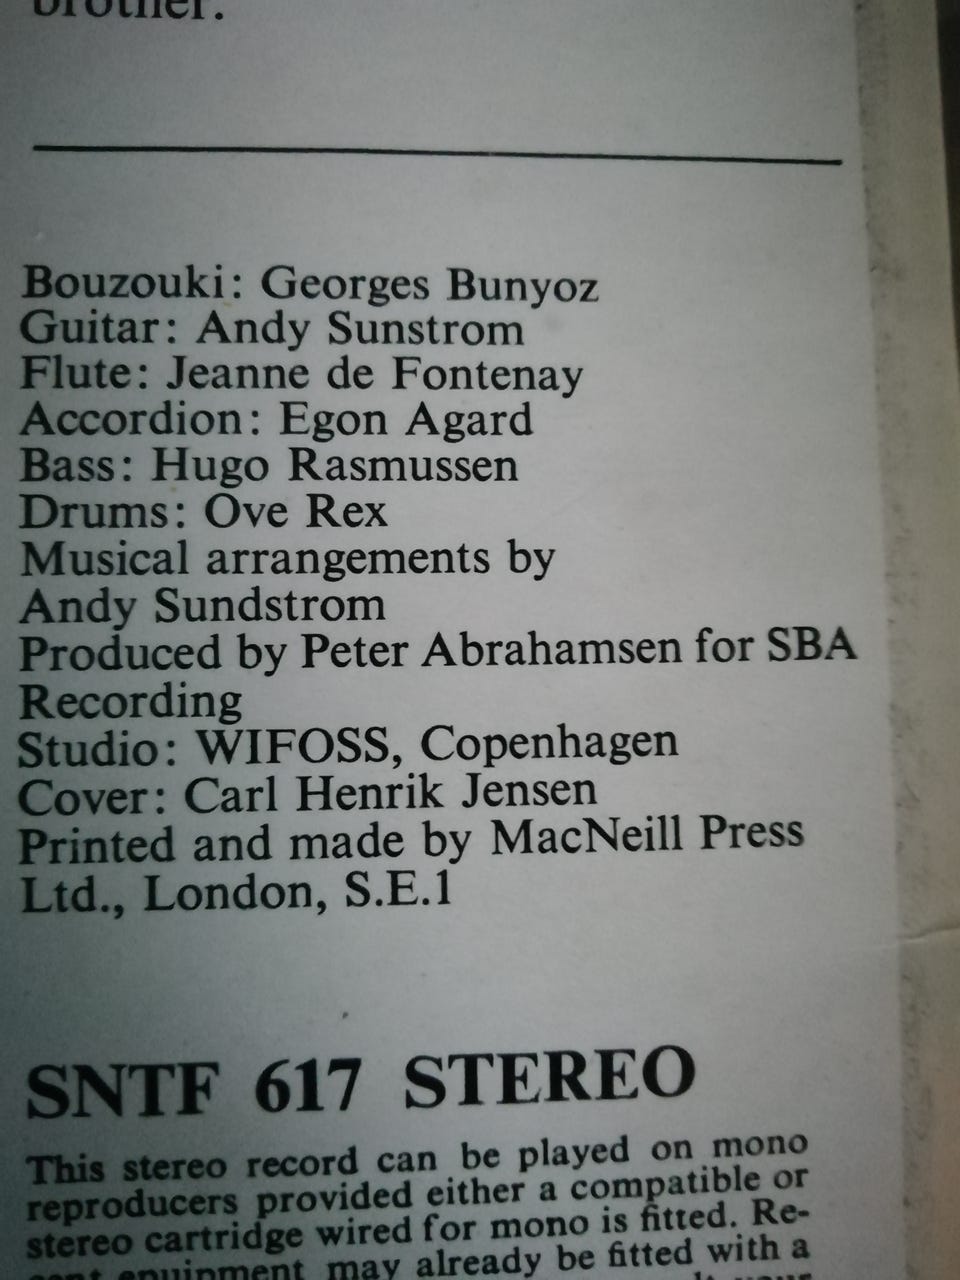 brother.
Bouzouki: Georges Bunyoz
Guitar: Andy Sunstrom
Flute: Jeanne de Fontenay
Accordion: Egon Agard
Bass: Hugo Rasmussen
Drums: Ove Rex
Musical arrangements by
Andy Sundstrom
Produced by Peter Abrahamsen for SBA
Recording
Studio: WIFOSS, Copenhagen
Cover: Carl Henrik Jensen
Printed and made by MacNeill Press
Ltd., London, S.E.1
SNTF 617 STEREO
This stereo record can be played on mono
reproducers provided either a compatible or
stereo cartridge wired for mono is fitted. Re-
cent equipment may already be fitted with a